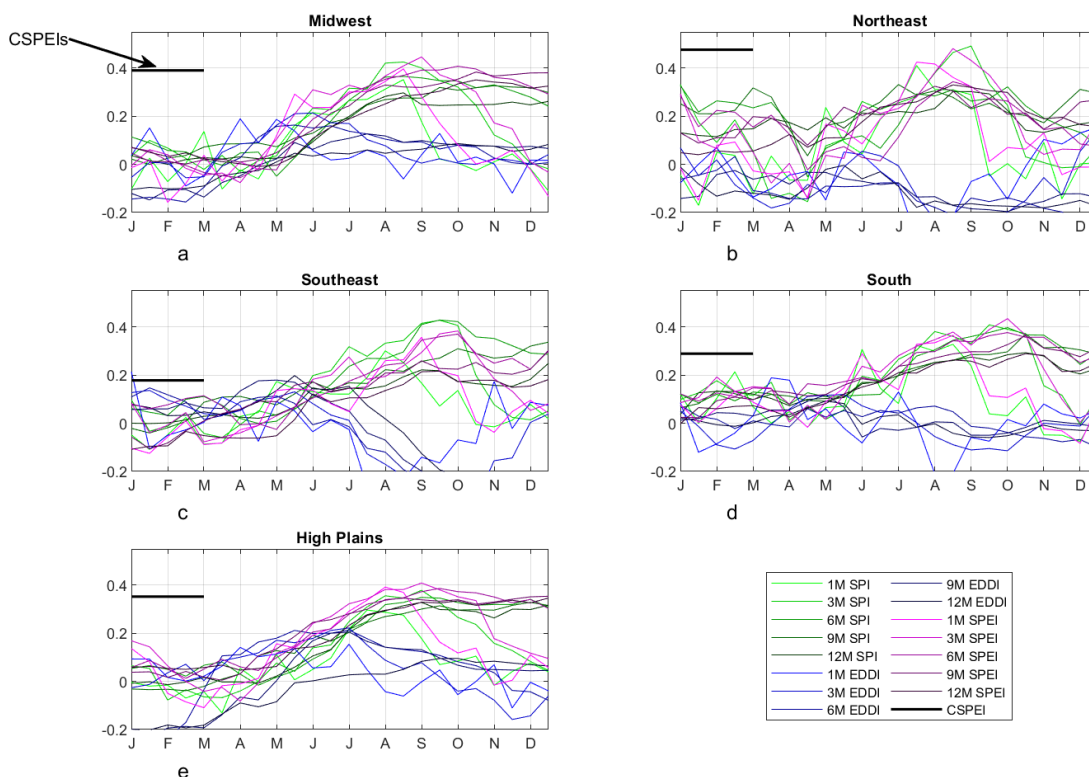 Midwest
Northeast
CSPEIs
0.4
0.2
0
-0.2
J F M A M J J A S O N D
a
0.4
0.2
0
-0.2
J F M A M J J A S O N D
b
Southeast
South
0.4
0.2
0
-0.2
J F M A M J J A S O N D
c
0.4
0.2
0
-0.2
J F M A M J J A S O N D
d
High Plains
0.4
0.2
0
-0.2
J F M A M J J A S O N D
e
1M SPI
3M SPI
6M SPI
9M SPI
12M SPI
1M EDDI
3M EDDI
6M EDDI
9M EDDI
12M EDDI
1M SPEI
3M SPEI
6M SPEI
9M SPEI
12M SPEI
CSPEI